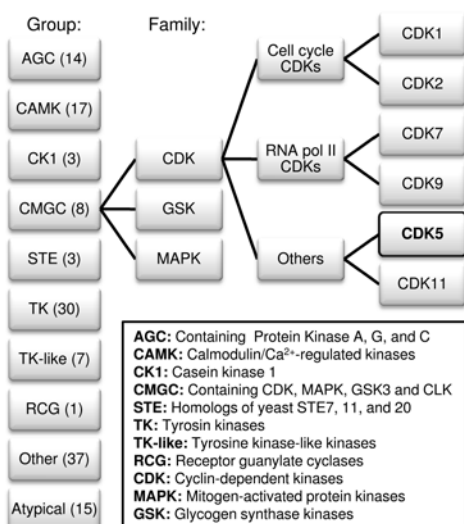 Group:
Family:
AGC (14)
CAMK (17)
CK1 (3)
CMGC (8)
STE (3)
TK (30)
TK-like (7)
RCG (1)
Other (37)
Atypical (15)
CDK
GSK
MAPK
Cell cycle
CDKs
RNA pol II
CDKs
Others
CDK1
CDK2
CDK7
CDK9
CDK5
CDK11
AGC: Containing Protein Kinase A, G, and C
CAMK: Calmodulin/Ca²⁺-regulated kinases
CK1: Casein kinase 1
CMGC: Containing CDK, MAPK, GSK3 and CLK
STE: Homologs of yeast STE7, 11, and 20
TK: Tyrosin kinases
TK-like: Tyrosine kinase-like kinases
RCG: Receptor guanylate cyclases
CDK: Cyclin-dependent kinases
MAPK: Mitogen-activated protein kinases
GSK: Glycogen synthase kinases